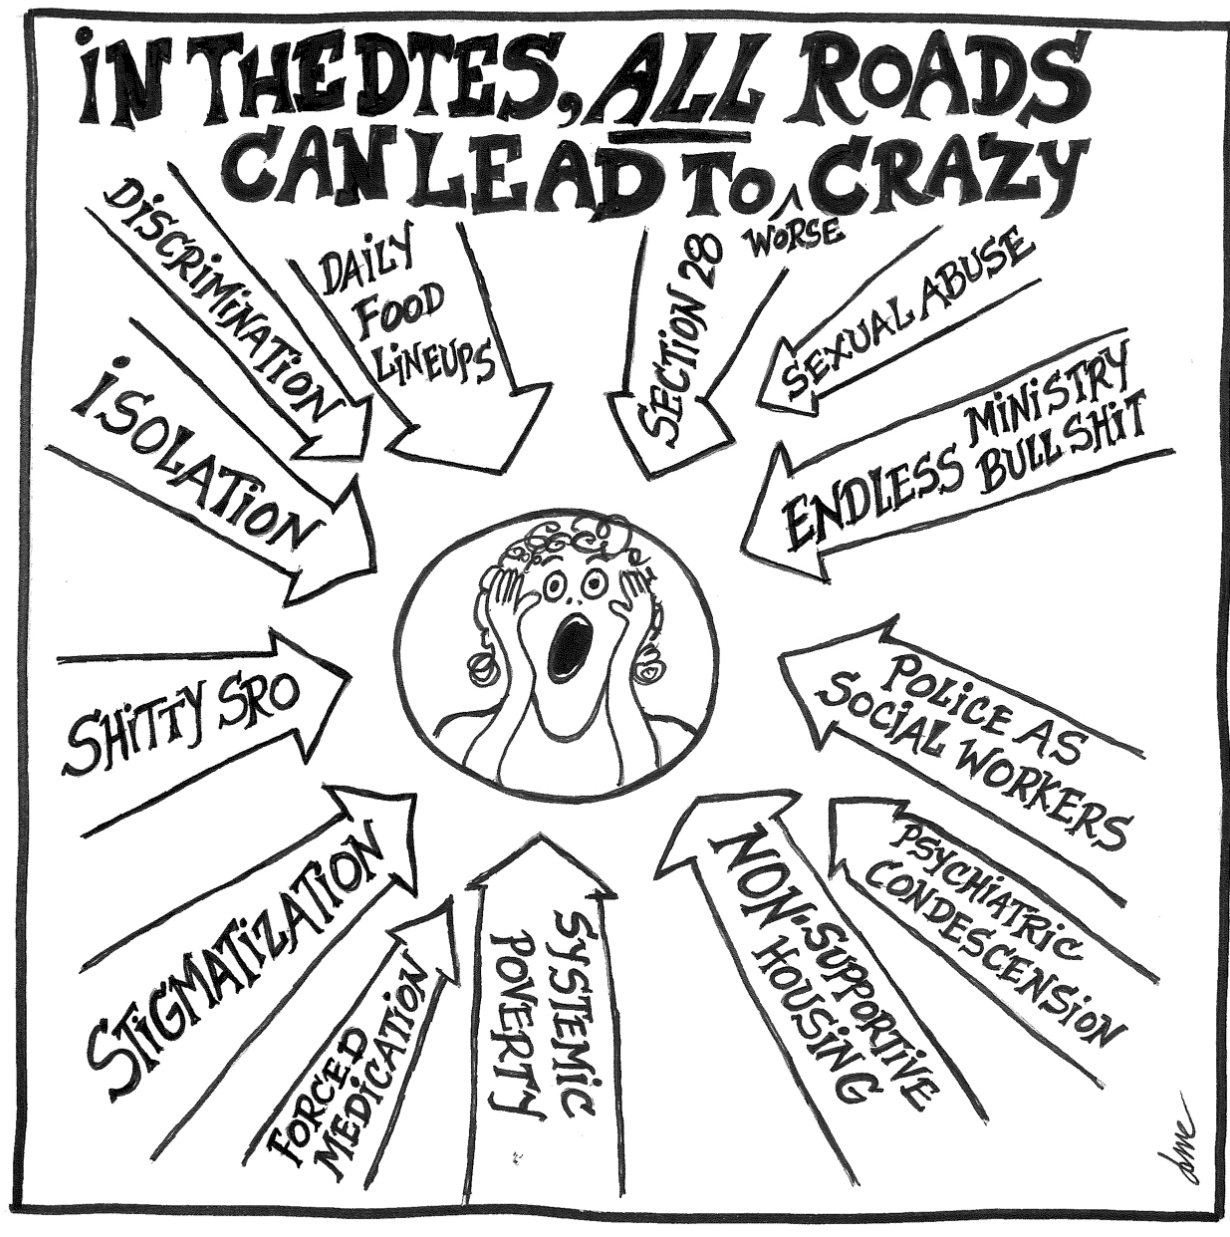 iN THE DTES, ALL ROADS
CAN LEAD TO CRAZY
^
WORSE
DiSCRiMiNATiON
DAiLY
FOOD
LiNEUPS
SECTiON 28
SEXUAL ABUSE
iSOLATiON
ENDLESS MiNiSTRY
BULLSHiT
SHiTTY SRO
POLiCE AS
SOCiAL WORKERS
STiGMATiZATiON
PSYCHiATRiC
CONDESCENSiON
FORCED
MEDiCATiON
SYSTEMiC
POVERTY
NON-SUPPORTiVE
HOUSiNG